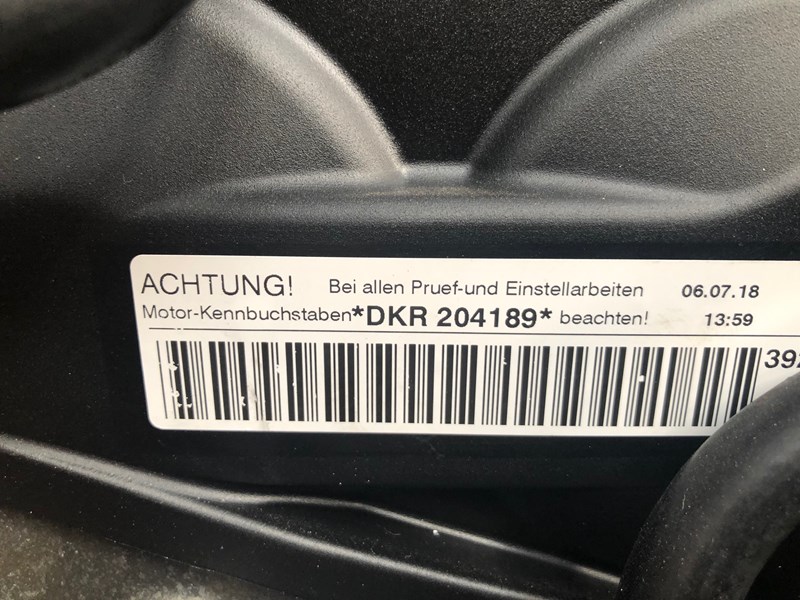 ACHTUNG! Bei allen Pruef-und Einstellarbeiten 06.07.18
Motor-Kennbuchstaben*DKR 204189* beachten! 13:59